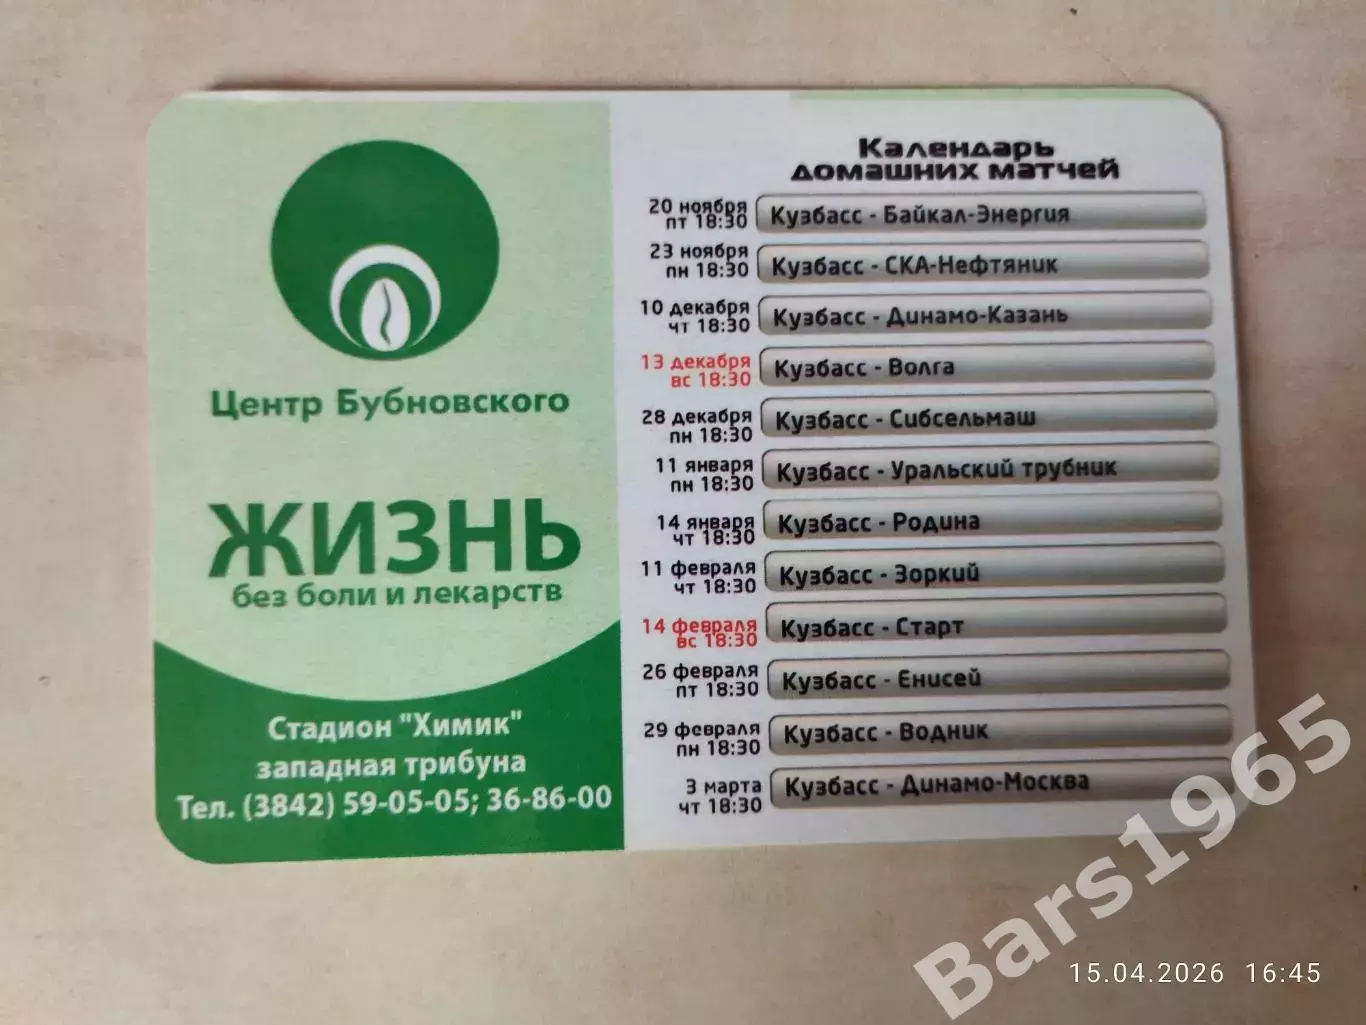 Центр Бубновского
ЖИЗНЬ
без боли и лекарств
Стадион "Химик"
западная трибуна
Тел. (3842) 59-05-05; 36-86-00
Календарь
домашних матчей
20 ноября
пт 18:30
Кузбасс - Байкал-Энергия
23 ноября
пн 18:30
Кузбасс - СКА-Нефтяник
10 декабря
чт 18:30
Кузбасс - Динамо-Казань
13 декабря
вс 18:30
Кузбасс - Волга
28 декабря
пн 18:30
Кузбасс - Сибсельмаш
11 января
пн 18:30
Кузбасс - Уральский трубник
14 января
чт 18:30
Кузбасс - Родина
11 февраля
чт 18:30
Кузбасс - Зоркий
14 февраля
вс 18:30
Кузбасс - Старт
26 февраля
пт 18:30
Кузбасс - Енисей
29 февраля
пн 18:30
Кузбасс - Водник
3 марта
чт 18:30
Кузбасс - Динамо-Москва
Bars1965
15.04.2026 16:45